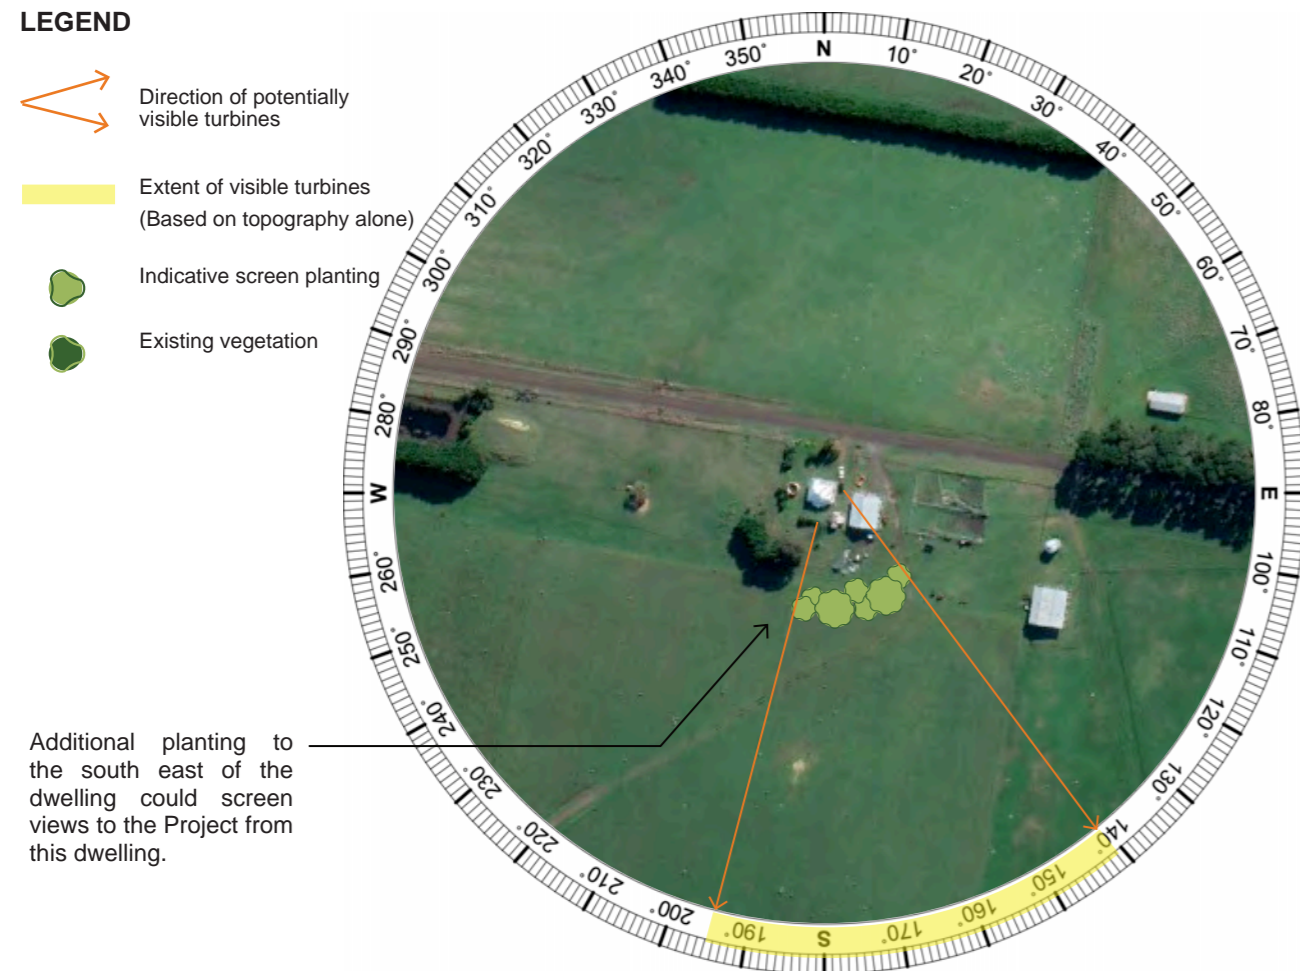 LEGEND
Direction of potentially
visible turbines
Extent of visible turbines
(Based on topography alone)
Indicative screen planting
Existing vegetation
Additional planting to
the south east of the
dwelling could screen
views to the Project from
this dwelling.
N
10°
20°
30°
40°
50°
60°
70°
80°
E
100°
110°
120°
130°
140°
150°
160°
170°
S
190°
200°
210°
220°
230°
240°
250°
260°
W
280°
290°
300°
310°
320°
330°
340°
350°